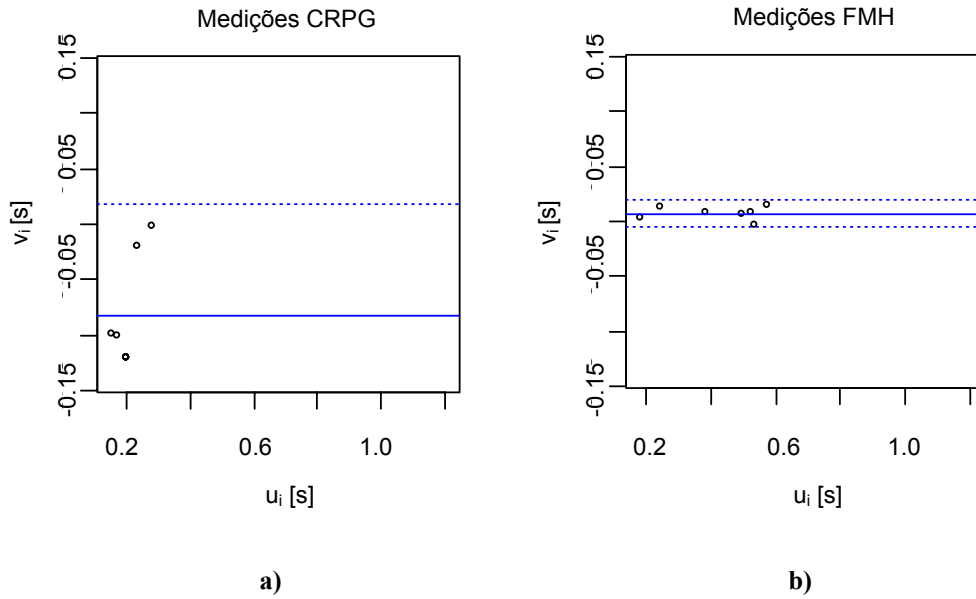 Medições CRPG
0.15
-0.05
-0.05
-0.15
vᵢ [s]
0.2 0.6 1.0
uᵢ [s]
a)
Medições FMH
0.15
-0.05
-0.05
-0.15
vᵢ [s]
0.2 0.6 1.0
uᵢ [s]
b)